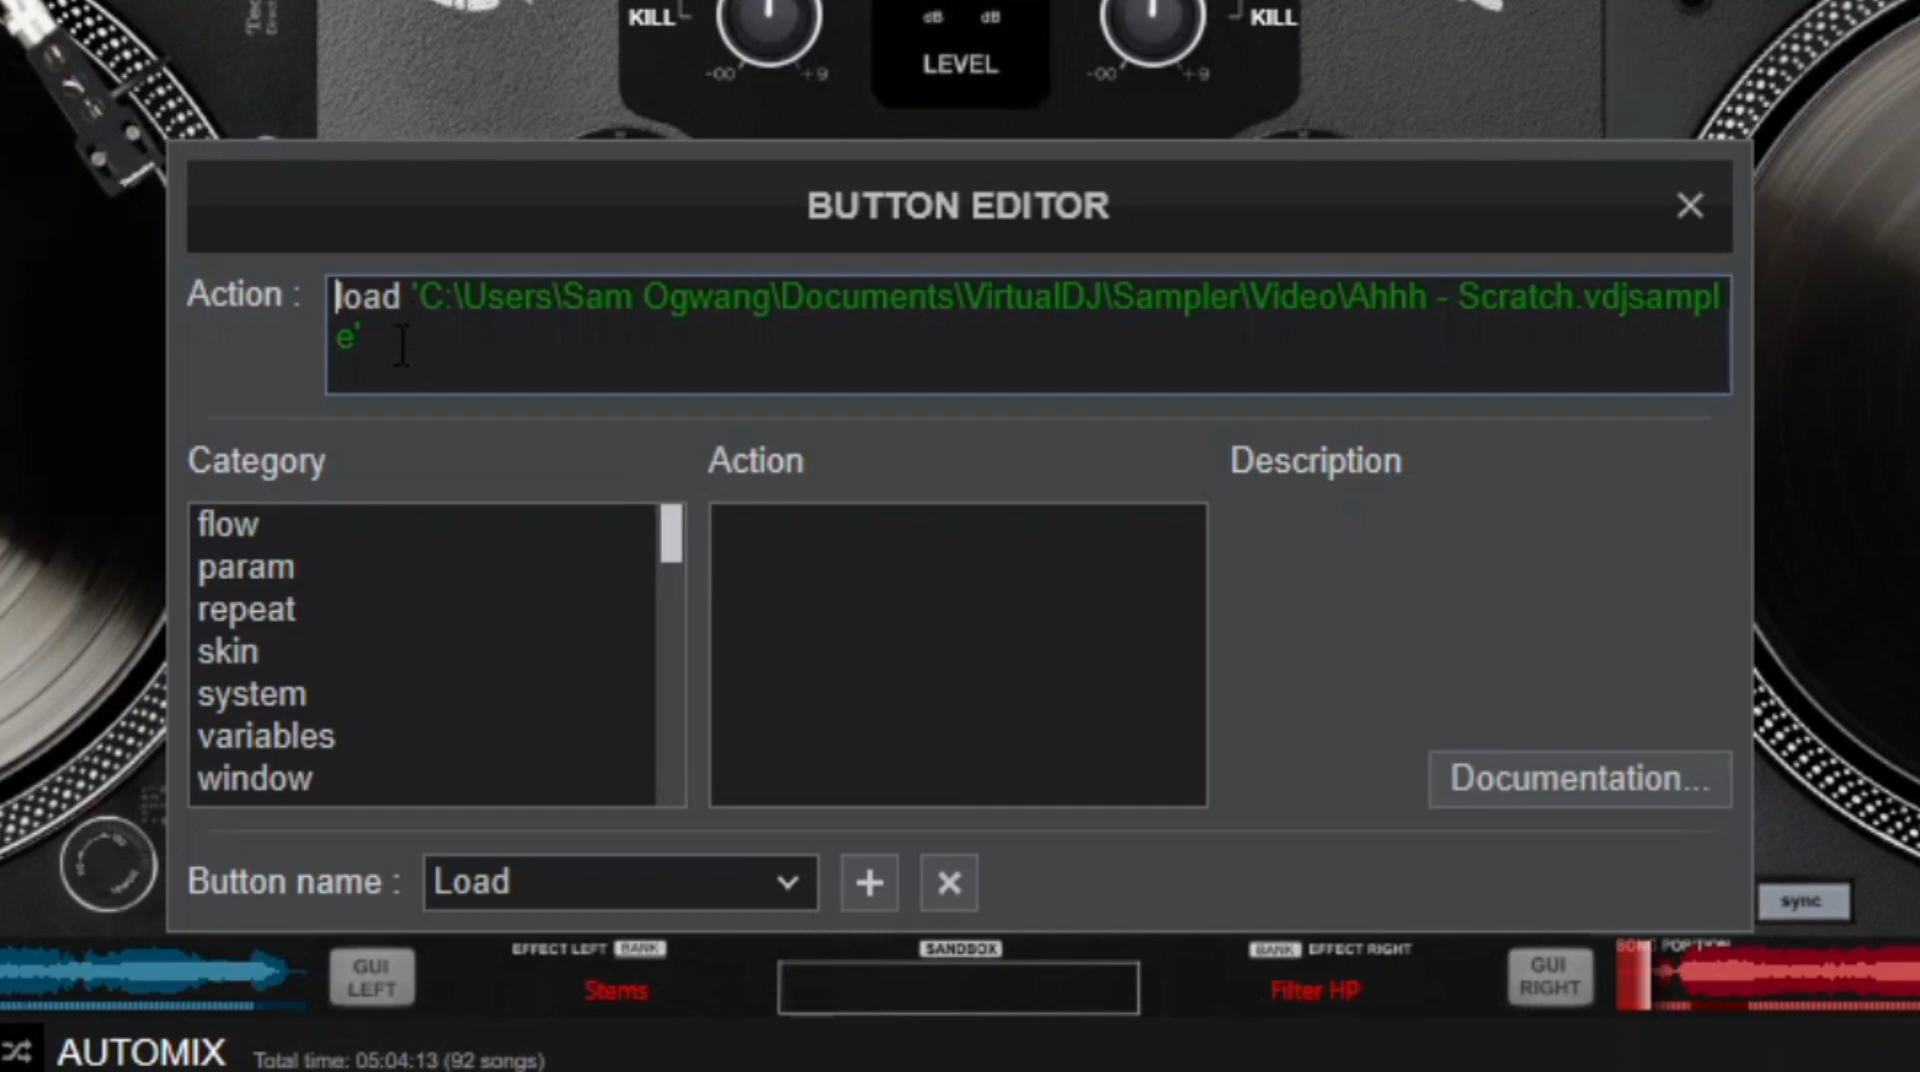 KILL
dB dB
KILL
LEVEL
-00 +9
-00 +9
BUTTON EDITOR
Action :
load 'C:\Users\Sam Ogwang\Documents\VirtualDJ\Sampler\Video\Ahhh - Scratch.vdjsampl
e'
Category
Action
Description
flow
param
repeat
skin
system
variables
window
Documentation...
Button name :
Load
sync
EFFECT LEFT BANK
SANDBOX
BANK EFFECT RIGHT
SONG POSITION
GUI
LEFT
Stems
Filter HP
GUI
RIGHT
AUTOMIX
Total time: 05:04:13 (92 songs)